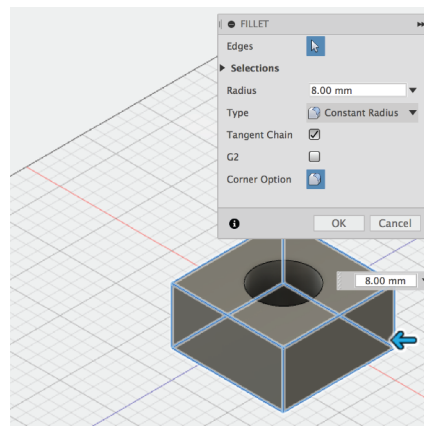 FILLET
Edges
Selections
Radius 8.00 mm
Type Constant Radius
Tangent Chain
G2
Corner Option
OK Cancel
8.00 mm